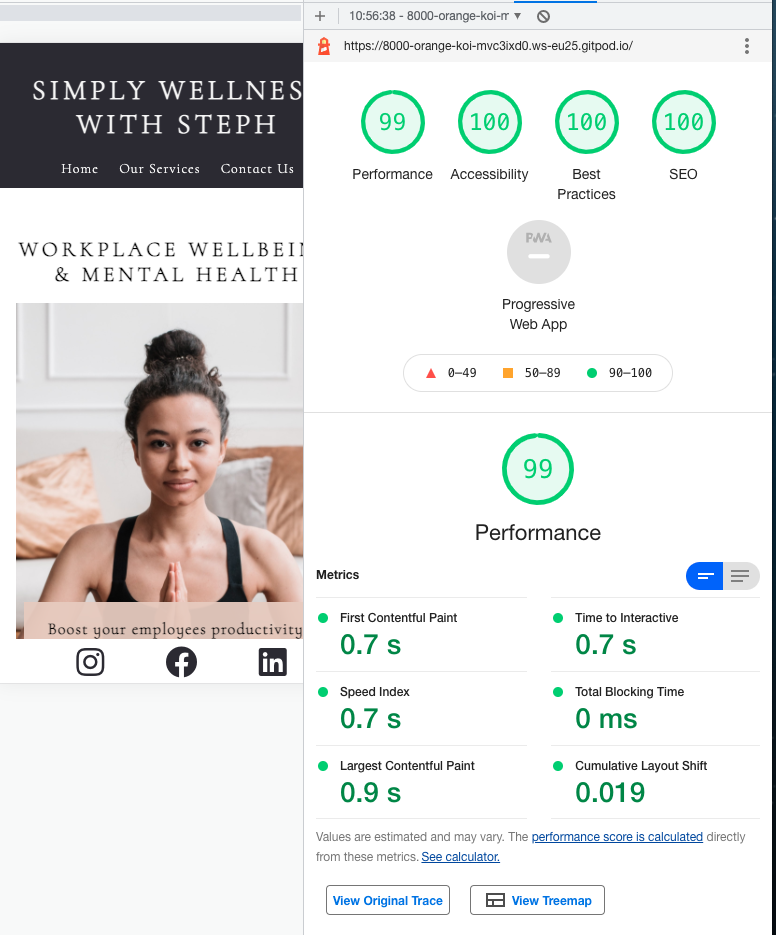 SIMPLY WELLNES
WITH STEPH
Home Our Services Contact Us
WORKPLACE WELLBEIN
& MENTAL HEALTH
Boost your employees productivity
10:56:38 - 8000-orange-koi-m
https://8000-orange-koi-mvc3ixd0.ws-eu25.gitpod.io/
99 100 100 100
Performance Accessibility Best Practices SEO
PWA
Progressive
Web App
0–49 50–89 90–100
99
Performance
Metrics
First Contentful Paint
0.7 s
Time to Interactive
0.7 s
Speed Index
0.7 s
Total Blocking Time
0 ms
Largest Contentful Paint
0.9 s
Cumulative Layout Shift
0.019
Values are estimated and may vary. The performance score is calculated directly
from these metrics. See calculator.
View Original Trace View Treemap